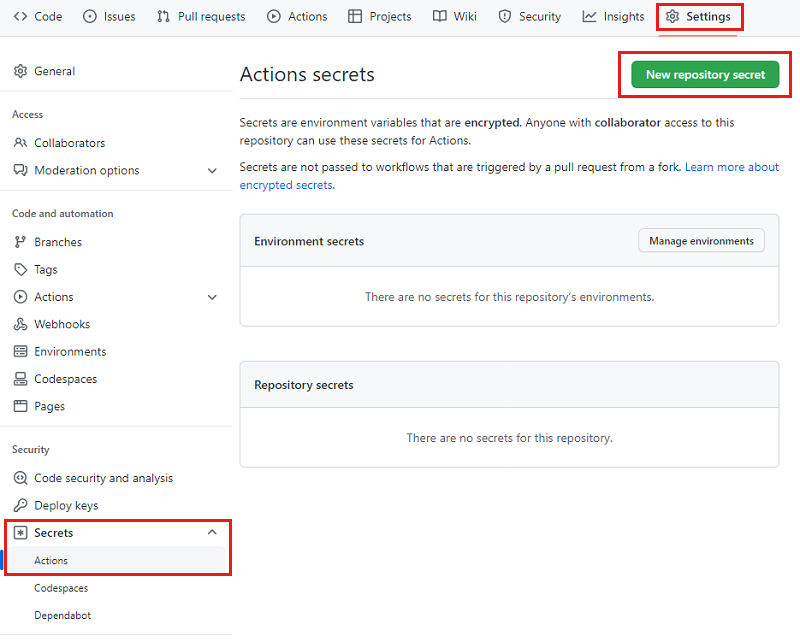 Code Issues Pull requests Actions Projects Wiki Security Insights Settings
General
Access
Collaborators
Moderation options
Code and automation
Branches
Tags
Actions
Webhooks
Environments
Codespaces
Pages
Security
Code security and analysis
Deploy keys
Secrets
Actions
Codespaces
Dependabot
Actions secrets
New repository secret
Secrets are environment variables that are encrypted. Anyone with collaborator access to this
repository can use these secrets for Actions.
Secrets are not passed to workflows that are triggered by a pull request from a fork. Learn more about
encrypted secrets.
Environment secrets
Manage environments
There are no secrets for this repository's environments.
Repository secrets
There are no secrets for this repository.